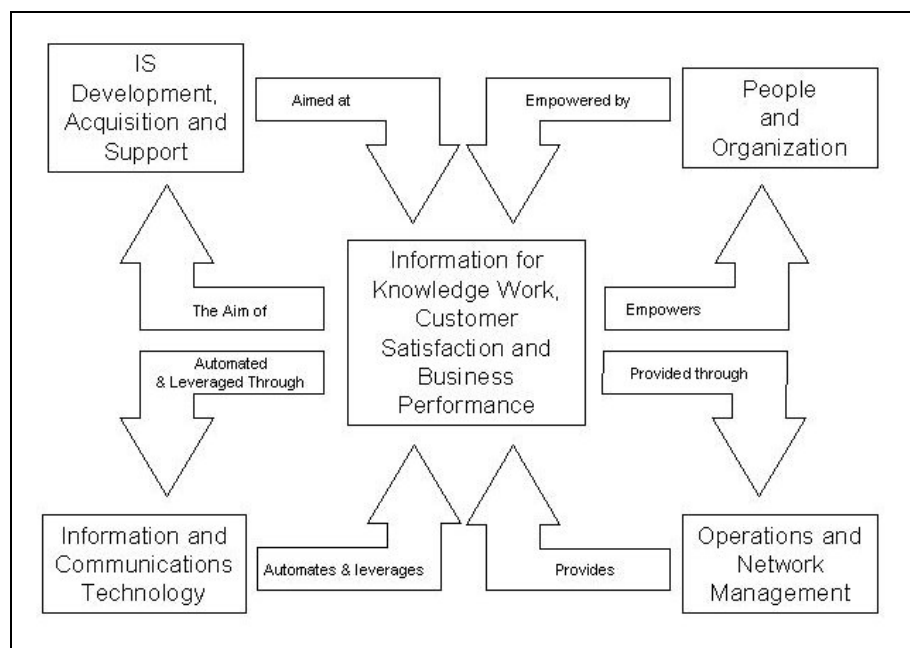 IS
Development,
Acquisition and
Support
Aimed at
Empowered by
People
and
Organization
Information for
Knowledge Work,
Customer
Satisfaction and
Business
Performance
The Aim of
Empowers
Automated
& Leveraged Through
Provided through
Information and
Communications
Technology
Automates & leverages
Provides
Operations and
Network
Management